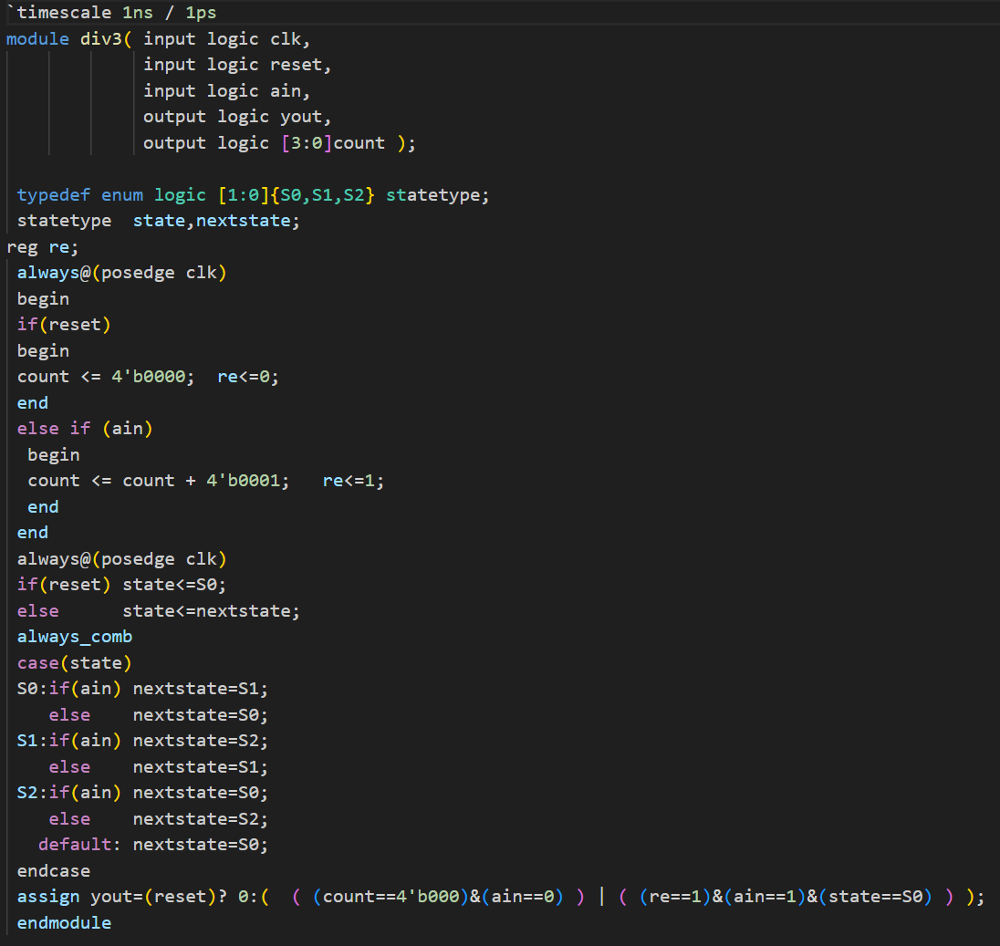 `timescale 1ns / 1ps
module div3( input logic clk,
input logic reset,
input logic ain,
output logic yout,
output logic [3:0]count );
typedef enum logic [1:0]{S0,S1,S2} statetype;
statetype  state,nextstate;
reg re;
always@(posedge clk)
begin
if(reset)
begin
count <= 4'b0000;  re<=0;
end
else if (ain)
begin
count <= count + 4'b0001;   re<=1;
end
end
always@(posedge clk)
if(reset) state<=S0;
else      state<=nextstate;
always_comb
case(state)
S0:if(ain) nextstate=S1;
else    nextstate=S0;
S1:if(ain) nextstate=S2;
else    nextstate=S1;
S2:if(ain) nextstate=S0;
else    nextstate=S2;
default: nextstate=S0;
endcase
assign yout=(reset)? 0:(  ( (count==4'b000)&(ain==0) ) | ( (re==1)&(ain==1)&(state==S0) ) );
endmodule